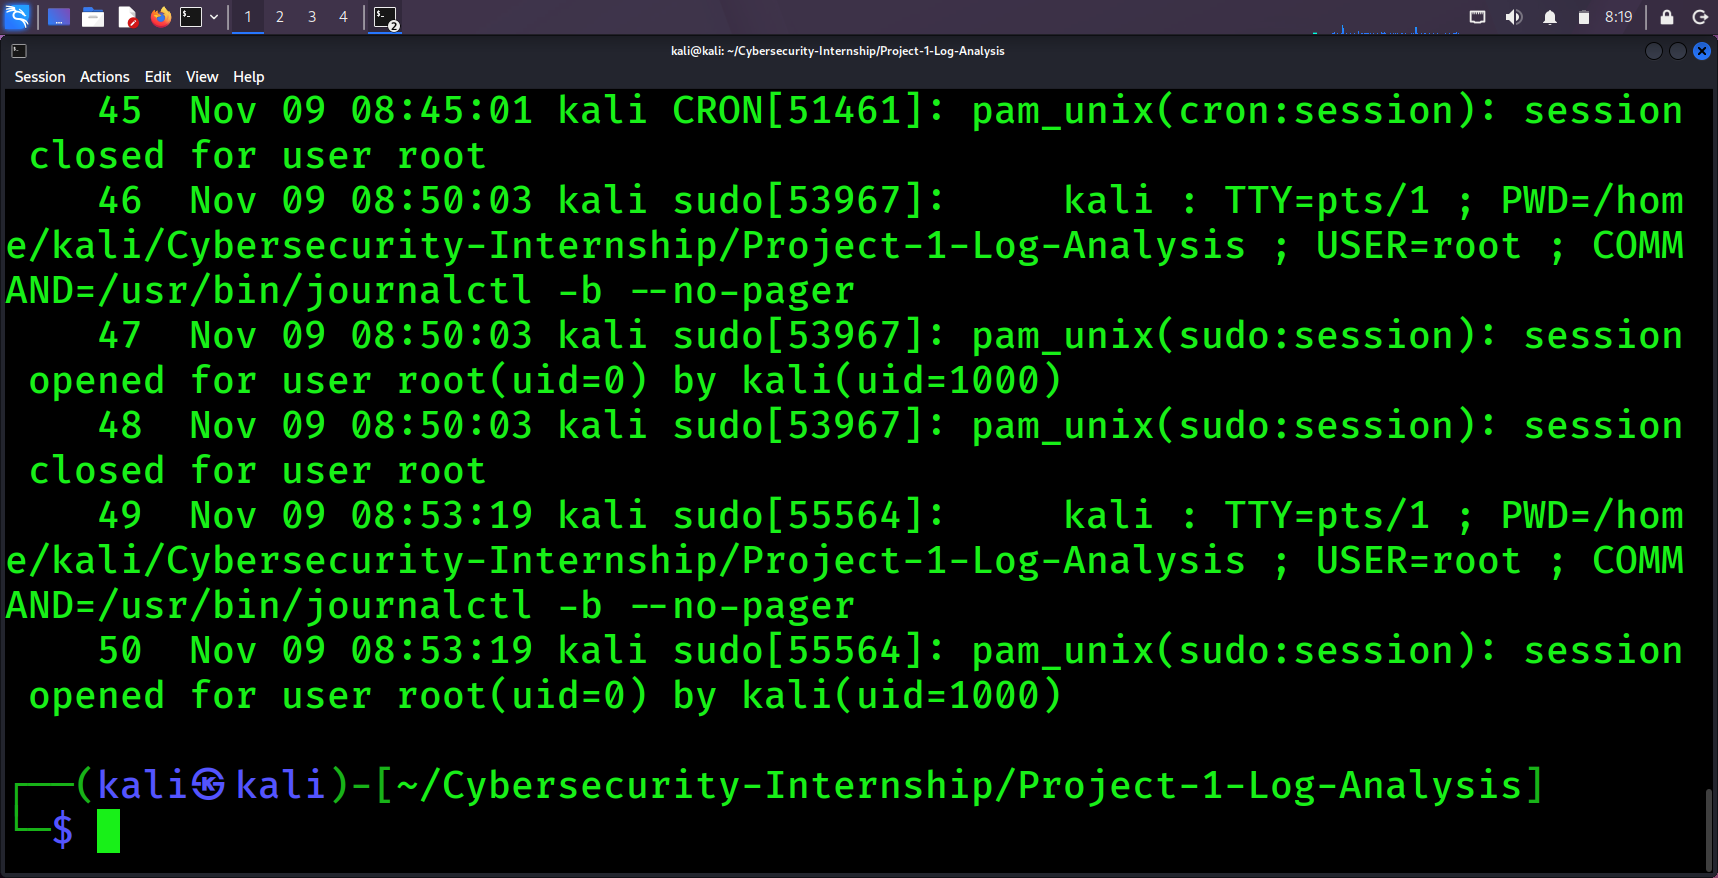 1 2 3 4 2 8:19
kali@kali: ~/Cybersecurity-Internship/Project-1-Log-Analysis
Session Actions Edit View Help
45 Nov 09 08:45:01 kali CRON[51461]: pam_unix(cron:session): session
closed for user root
46 Nov 09 08:50:03 kali sudo[53967]: kali : TTY=pts/1 ; PWD=/hom
e/kali/Cybersecurity-Internship/Project-1-Log-Analysis ; USER=root ; COMM
AND=/usr/bin/journalctl -b --no-pager
47 Nov 09 08:50:03 kali sudo[53967]: pam_unix(sudo:session): session
opened for user root(uid=0) by kali(uid=1000)
48 Nov 09 08:50:03 kali sudo[53967]: pam_unix(sudo:session): session
closed for user root
49 Nov 09 08:53:19 kali sudo[55564]: kali : TTY=pts/1 ; PWD=/hom
e/kali/Cybersecurity-Internship/Project-1-Log-Analysis ; USER=root ; COMM
AND=/usr/bin/journalctl -b --no-pager
50 Nov 09 08:53:19 kali sudo[55564]: pam_unix(sudo:session): session
opened for user root(uid=0) by kali(uid=1000)
┌──(kali㉿kali)-[~/Cybersecurity-Internship/Project-1-Log-Analysis]
└─$